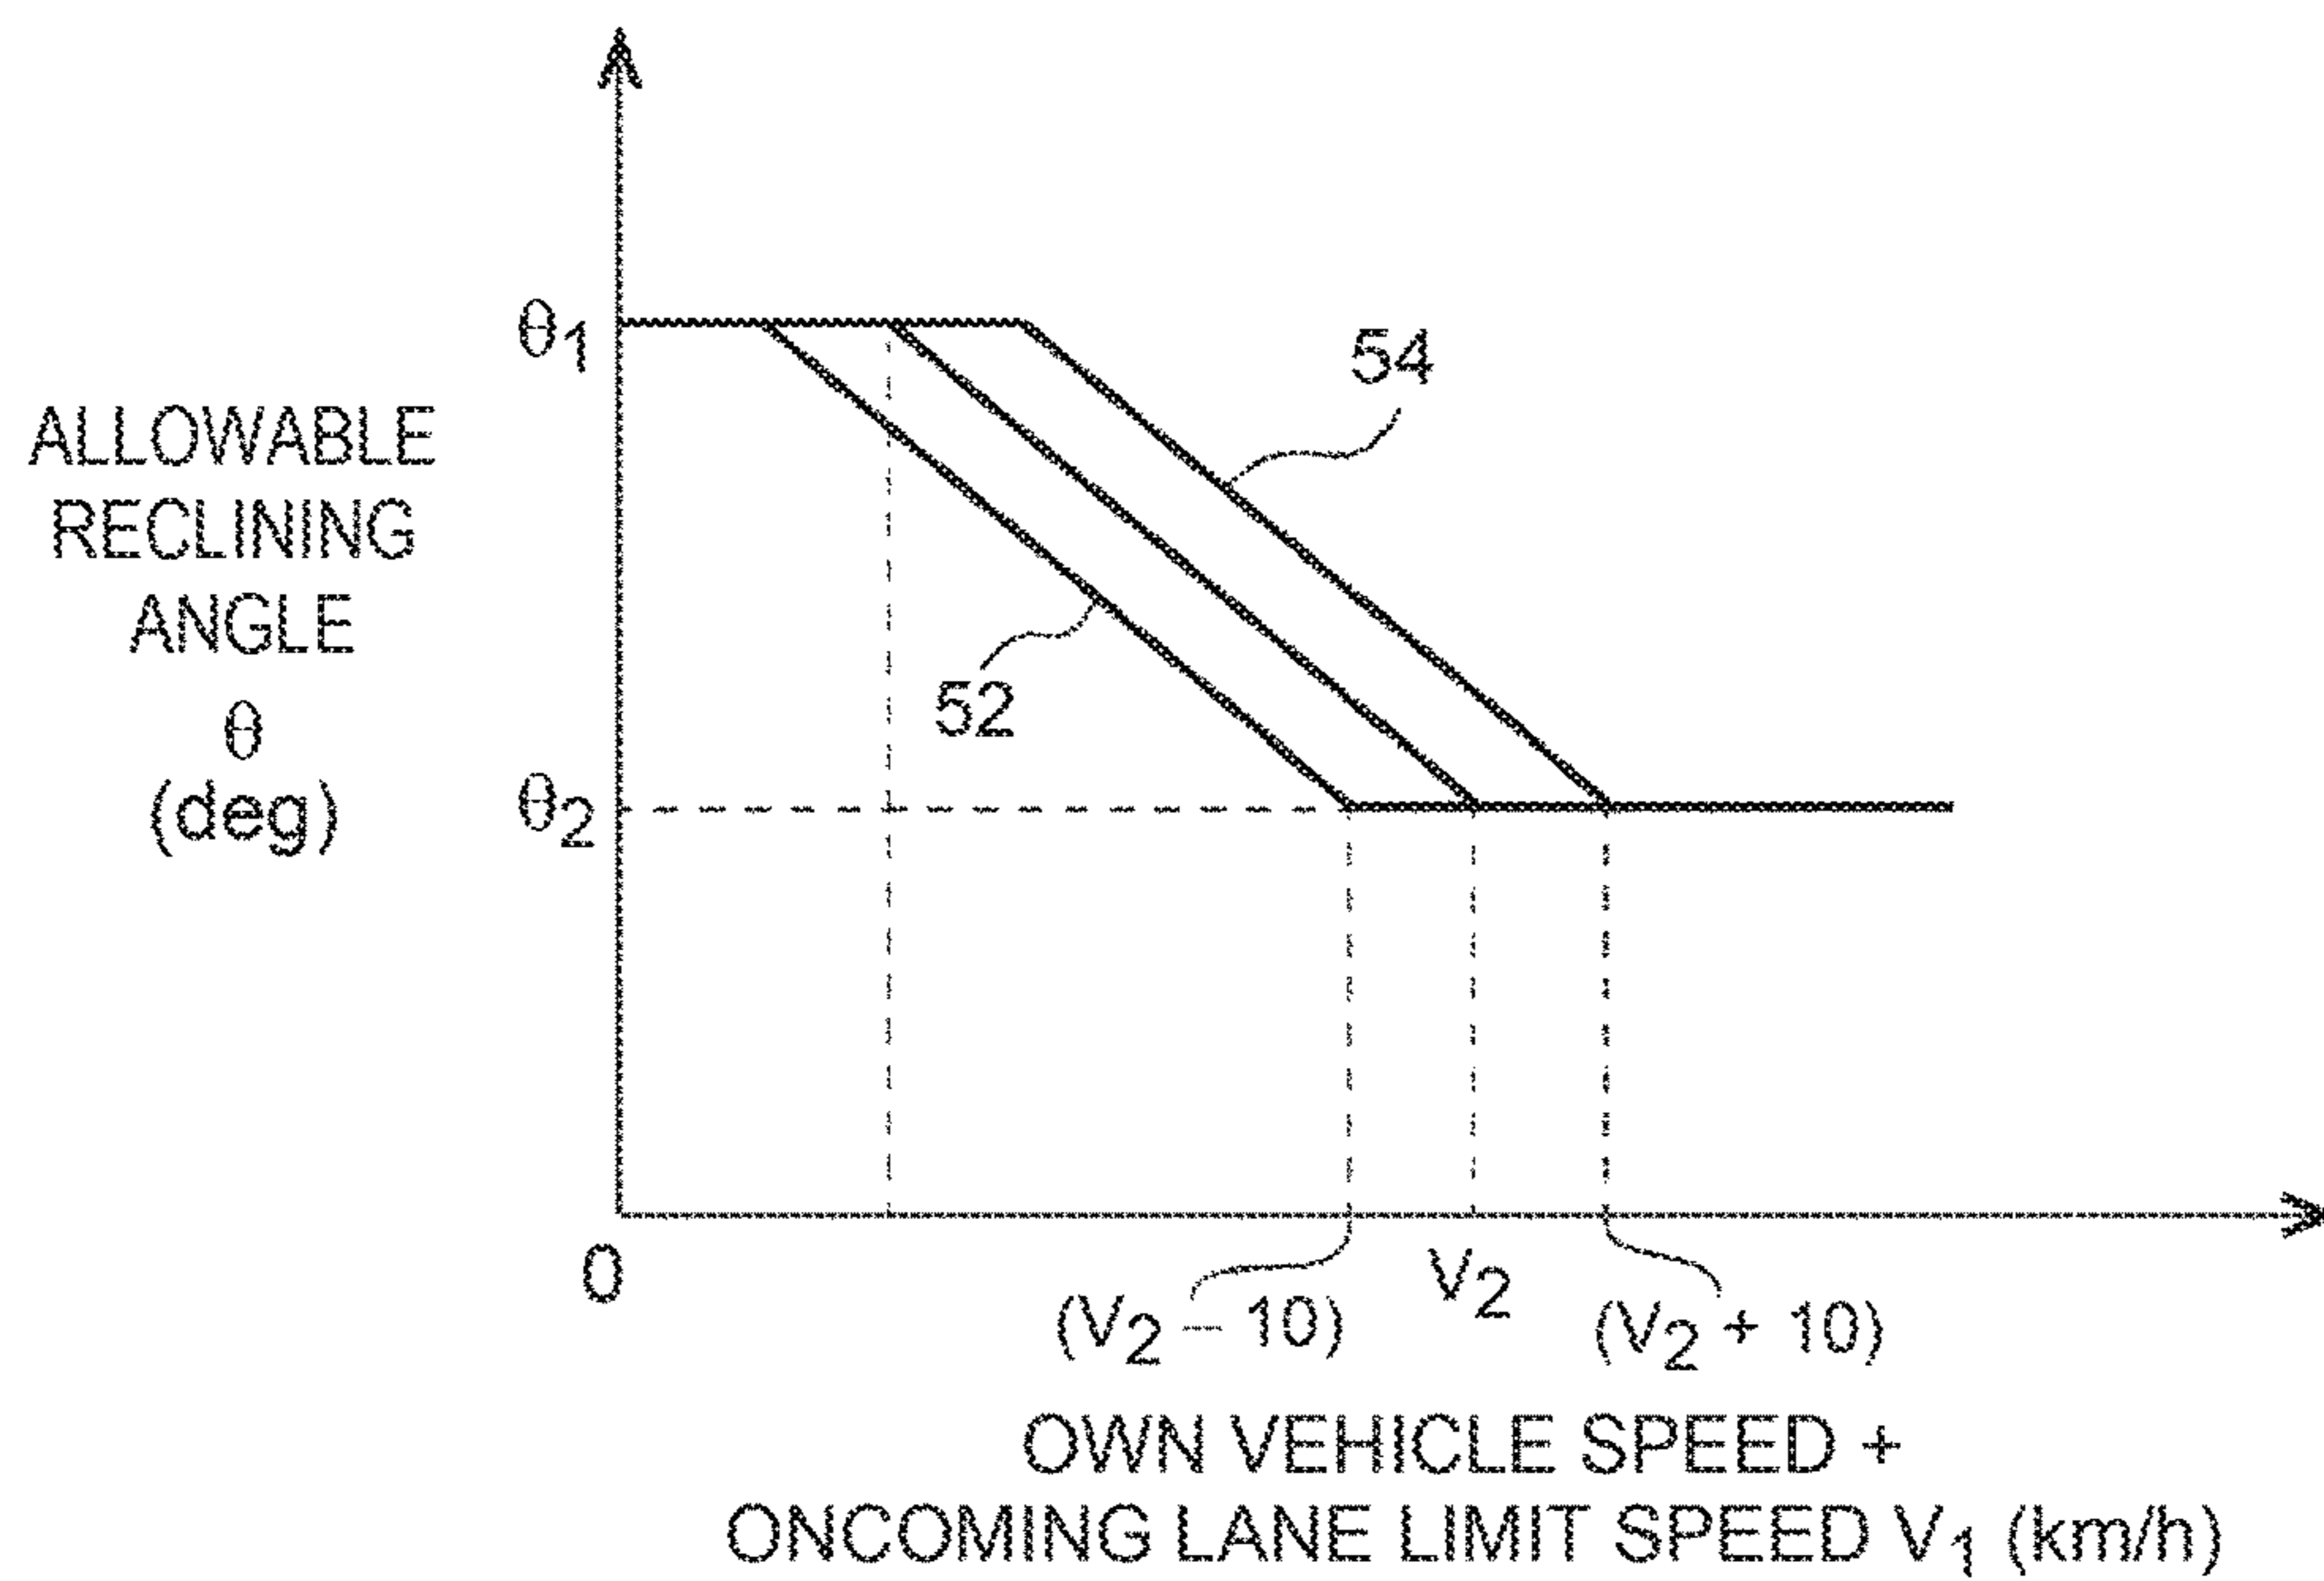 θ1
54
ALLOWABLE
RECLINING
ANGLE
θ
(deg)
52
θ2
0
(V2 – 10)
V2
(V2 + 10)
OWN VEHICLE SPEED +
ONCOMING LANE LIMIT SPEED V1 (km/h)